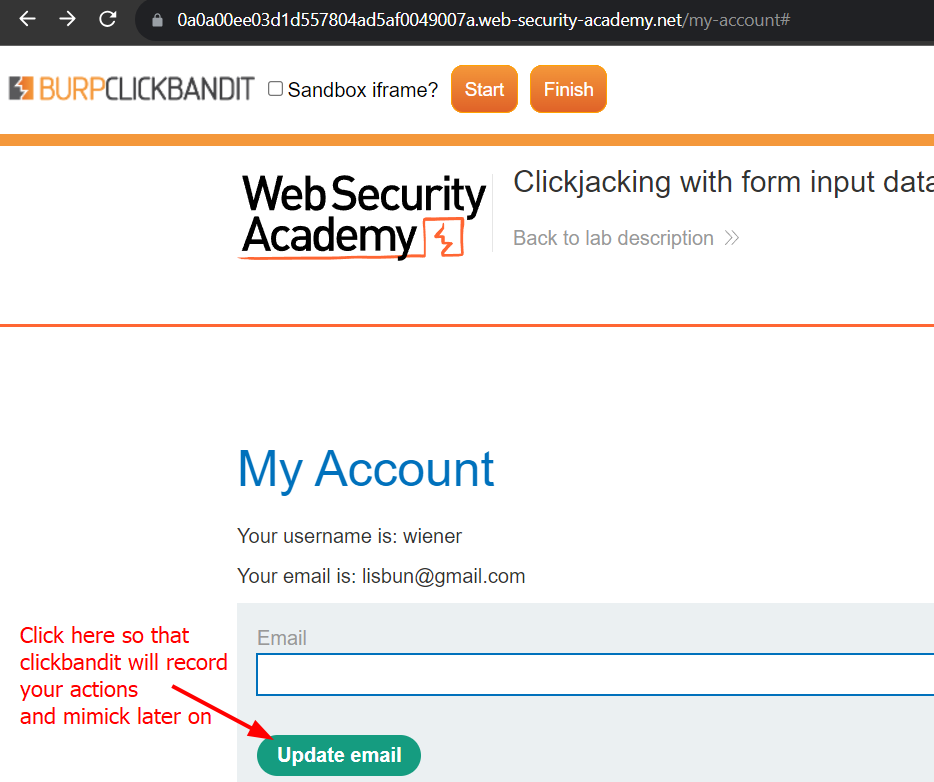 0a0a00ee03d1d557804ad5af0049007a.web-security-academy.net/my-account#
BURPCLICKBANDIT Sandbox iframe? Start Finish
Web Security
Academy
Clickjacking with form input data
Back to lab description
My Account
Your username is: wiener
Your email is: lisbun@gmail.com
Email
Click here so that
clickbandit will record
your actions
and mimick later on
Update email